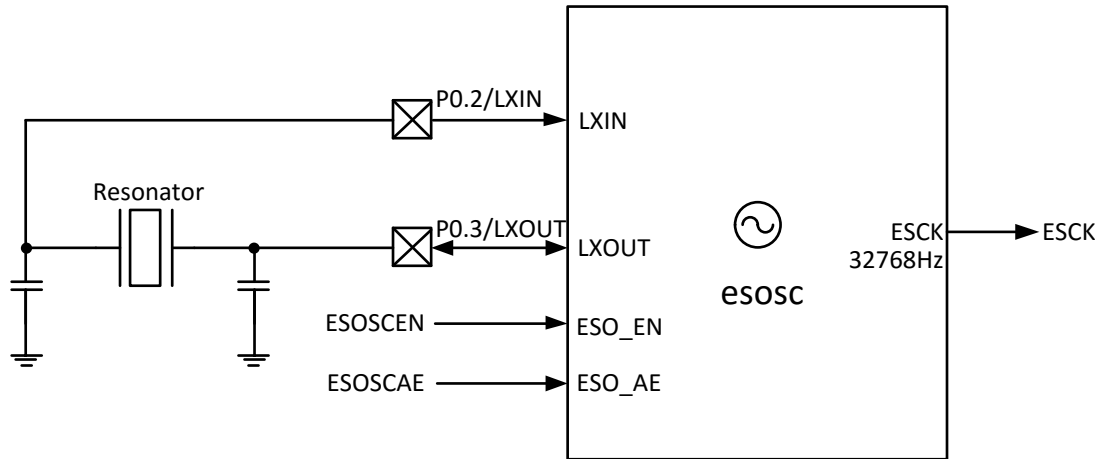 P0.2/LXIN
LXIN
Resonator
P0.3/LXOUT
LXOUT
ESCK
32768Hz
ESCK
esosc
ESOSCEN
ESO_EN
ESOSCAE
ESO_AE